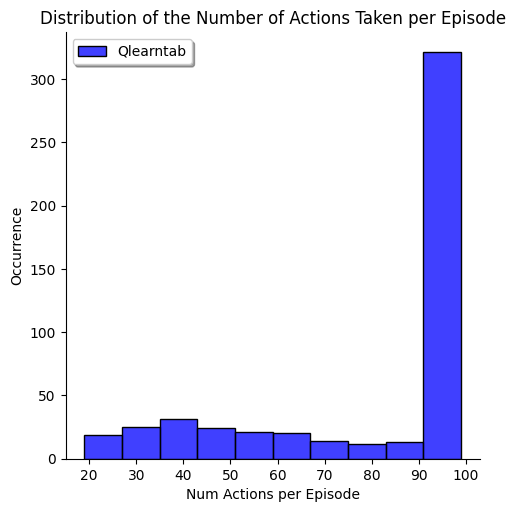 Distribution of the Number of Actions Taken per Episode
Qlearntab
Occurrence
300
250
200
150
100
50
0
20 30 40 50 60 70 80 90 100
Num Actions per Episode